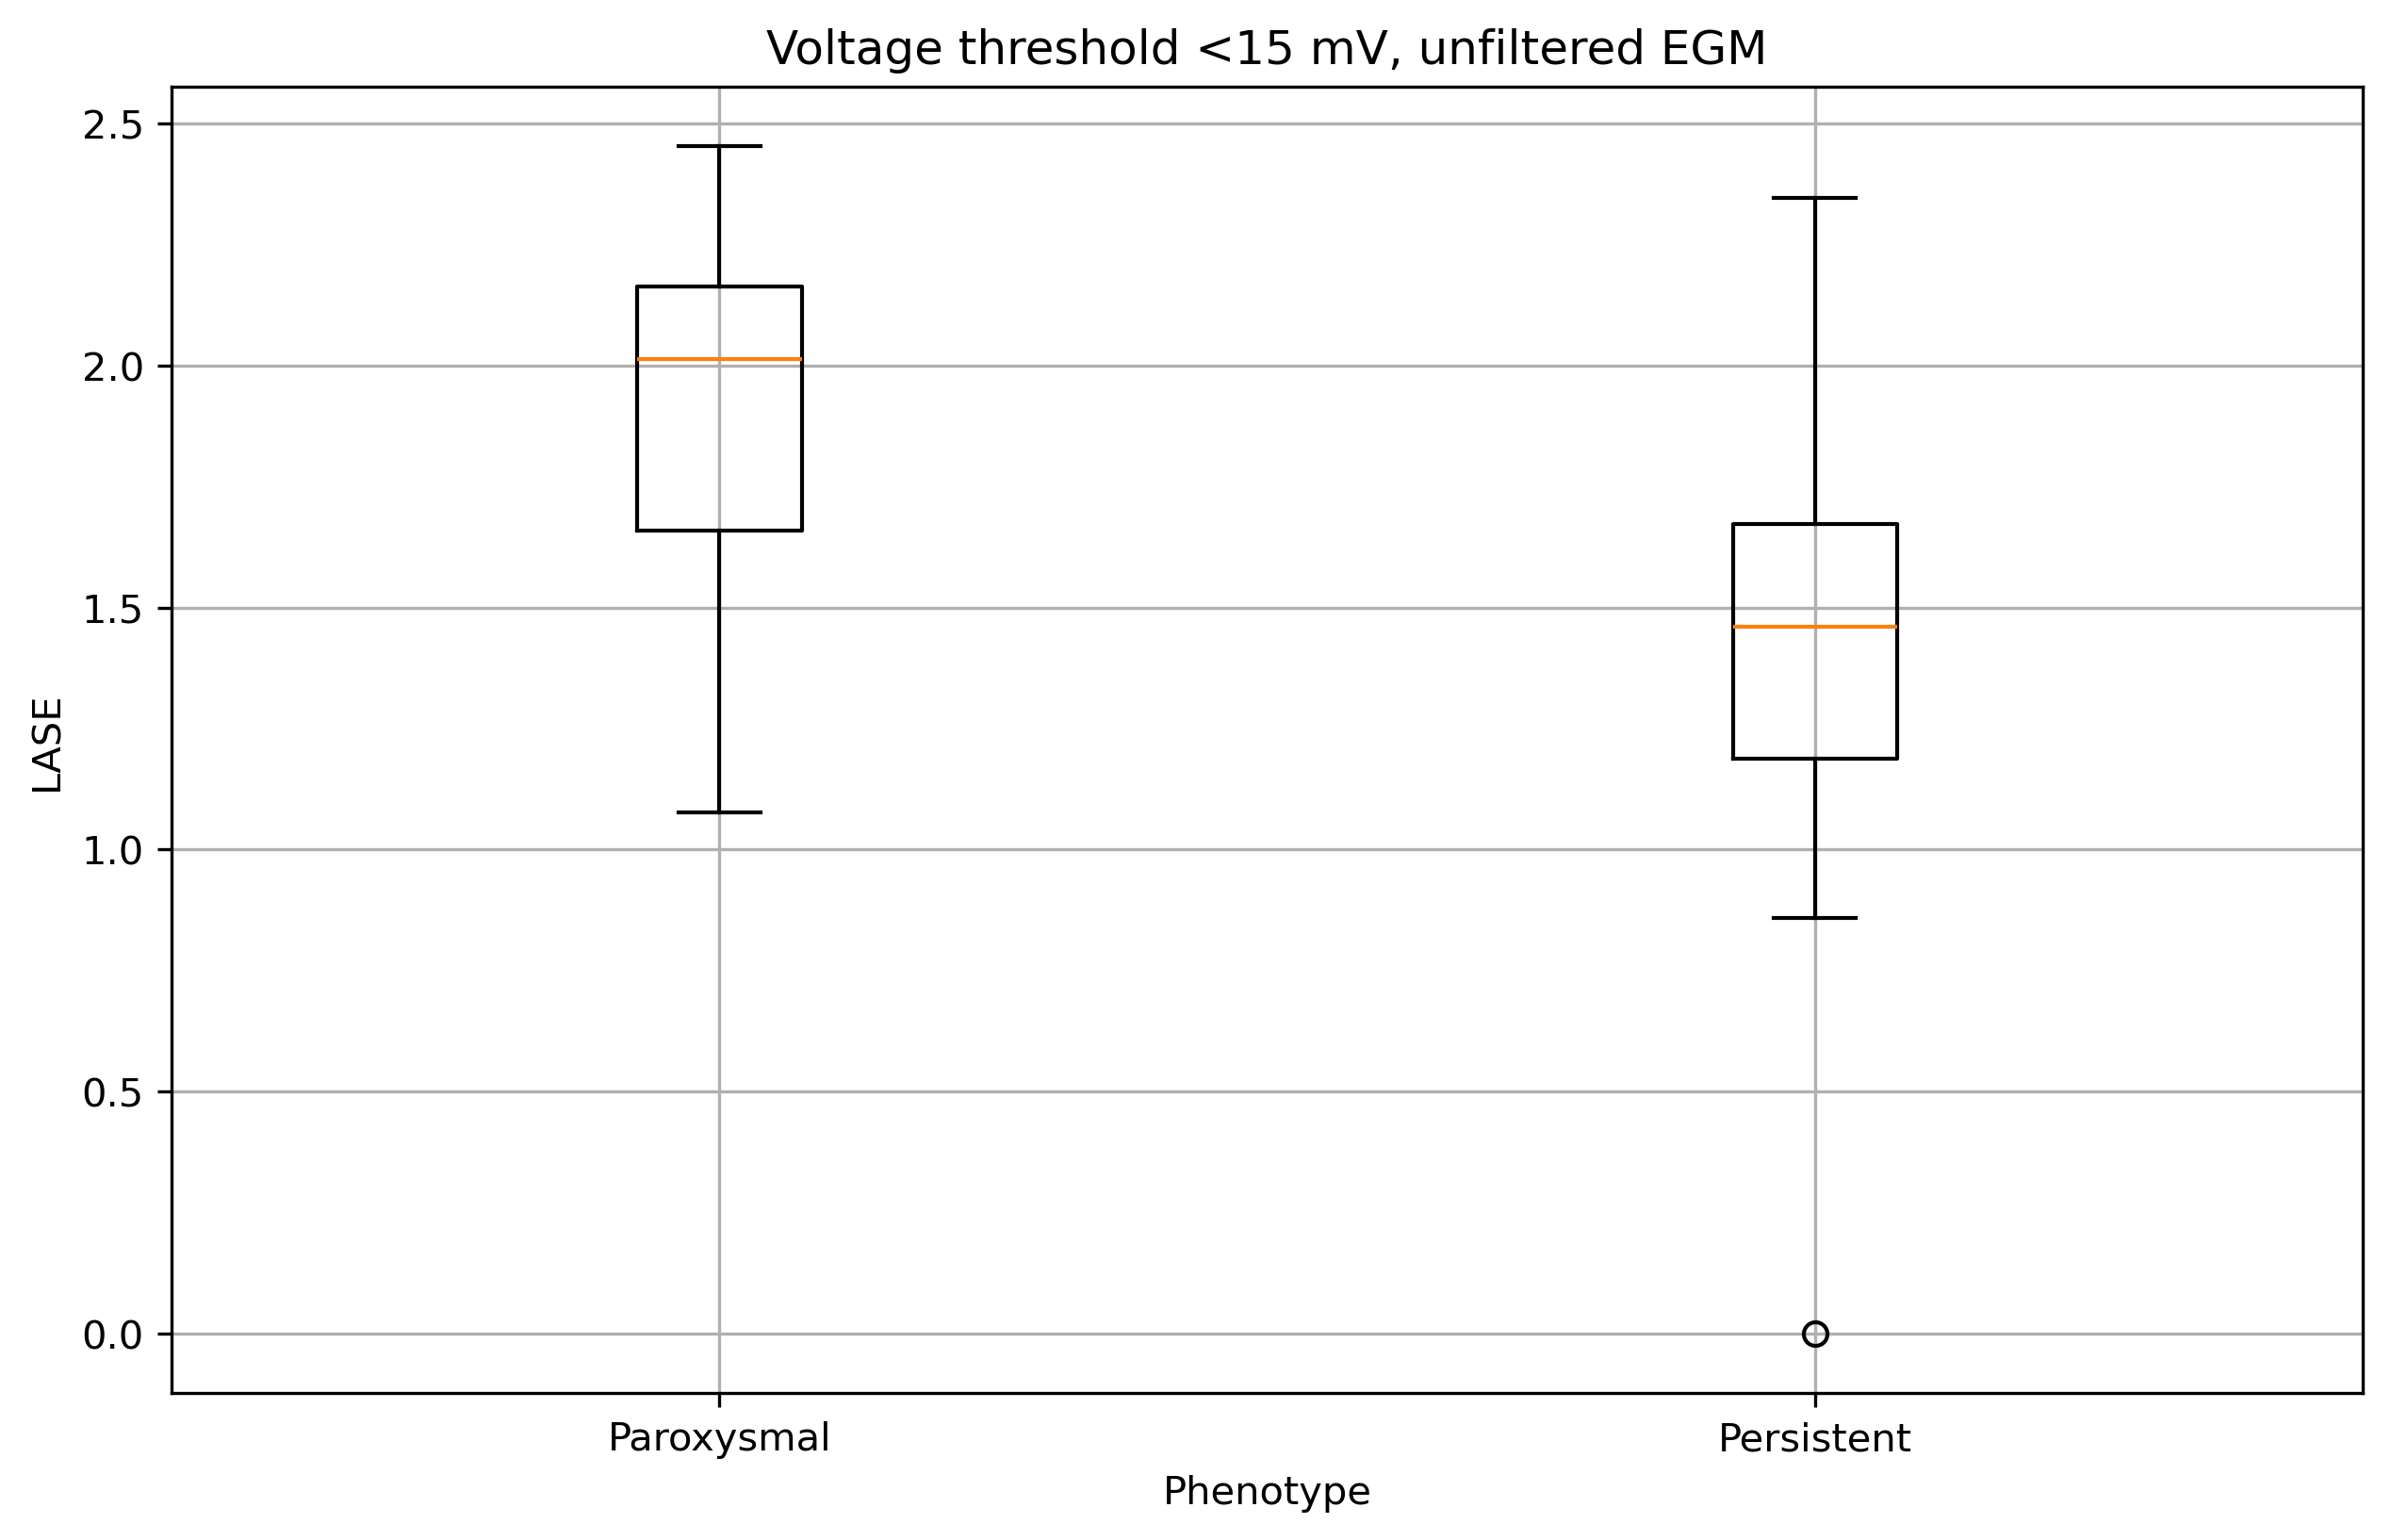 Voltage threshold <15 mV, unfiltered EGM
2.5
2.0
1.5
1.0
0.5
0.0
LASE
Paroxysmal
Persistent
Phenotype